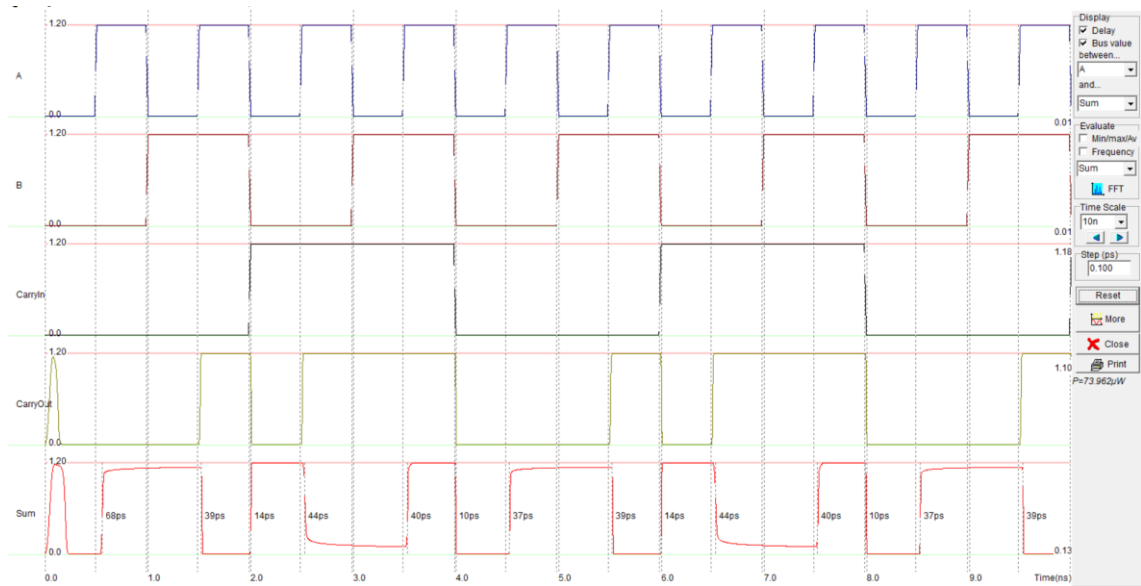 1.20
A
0.0
0.01
1.20
B
0.0
0.01
1.20
1.18
CarryIn
0.0
1.20
1.10
CarryOut
0.0
1.20
Sum
68ps 39ps 14ps 44ps 40ps 10ps 37ps 39ps 14ps 44ps 40ps 10ps 37ps 39ps
0.0
0.13
0.0 1.0 2.0 3.0 4.0 5.0 6.0 7.0 8.0 9.0 Time(ns)
Display
Delay
Bus value
between...
A
and...
Sum
Evaluate
Min/max/Av
Frequency
Sum
FFT
Time Scale
10n
Step (ps)
0.100
Reset
More
Close
Print
P=73.962µW